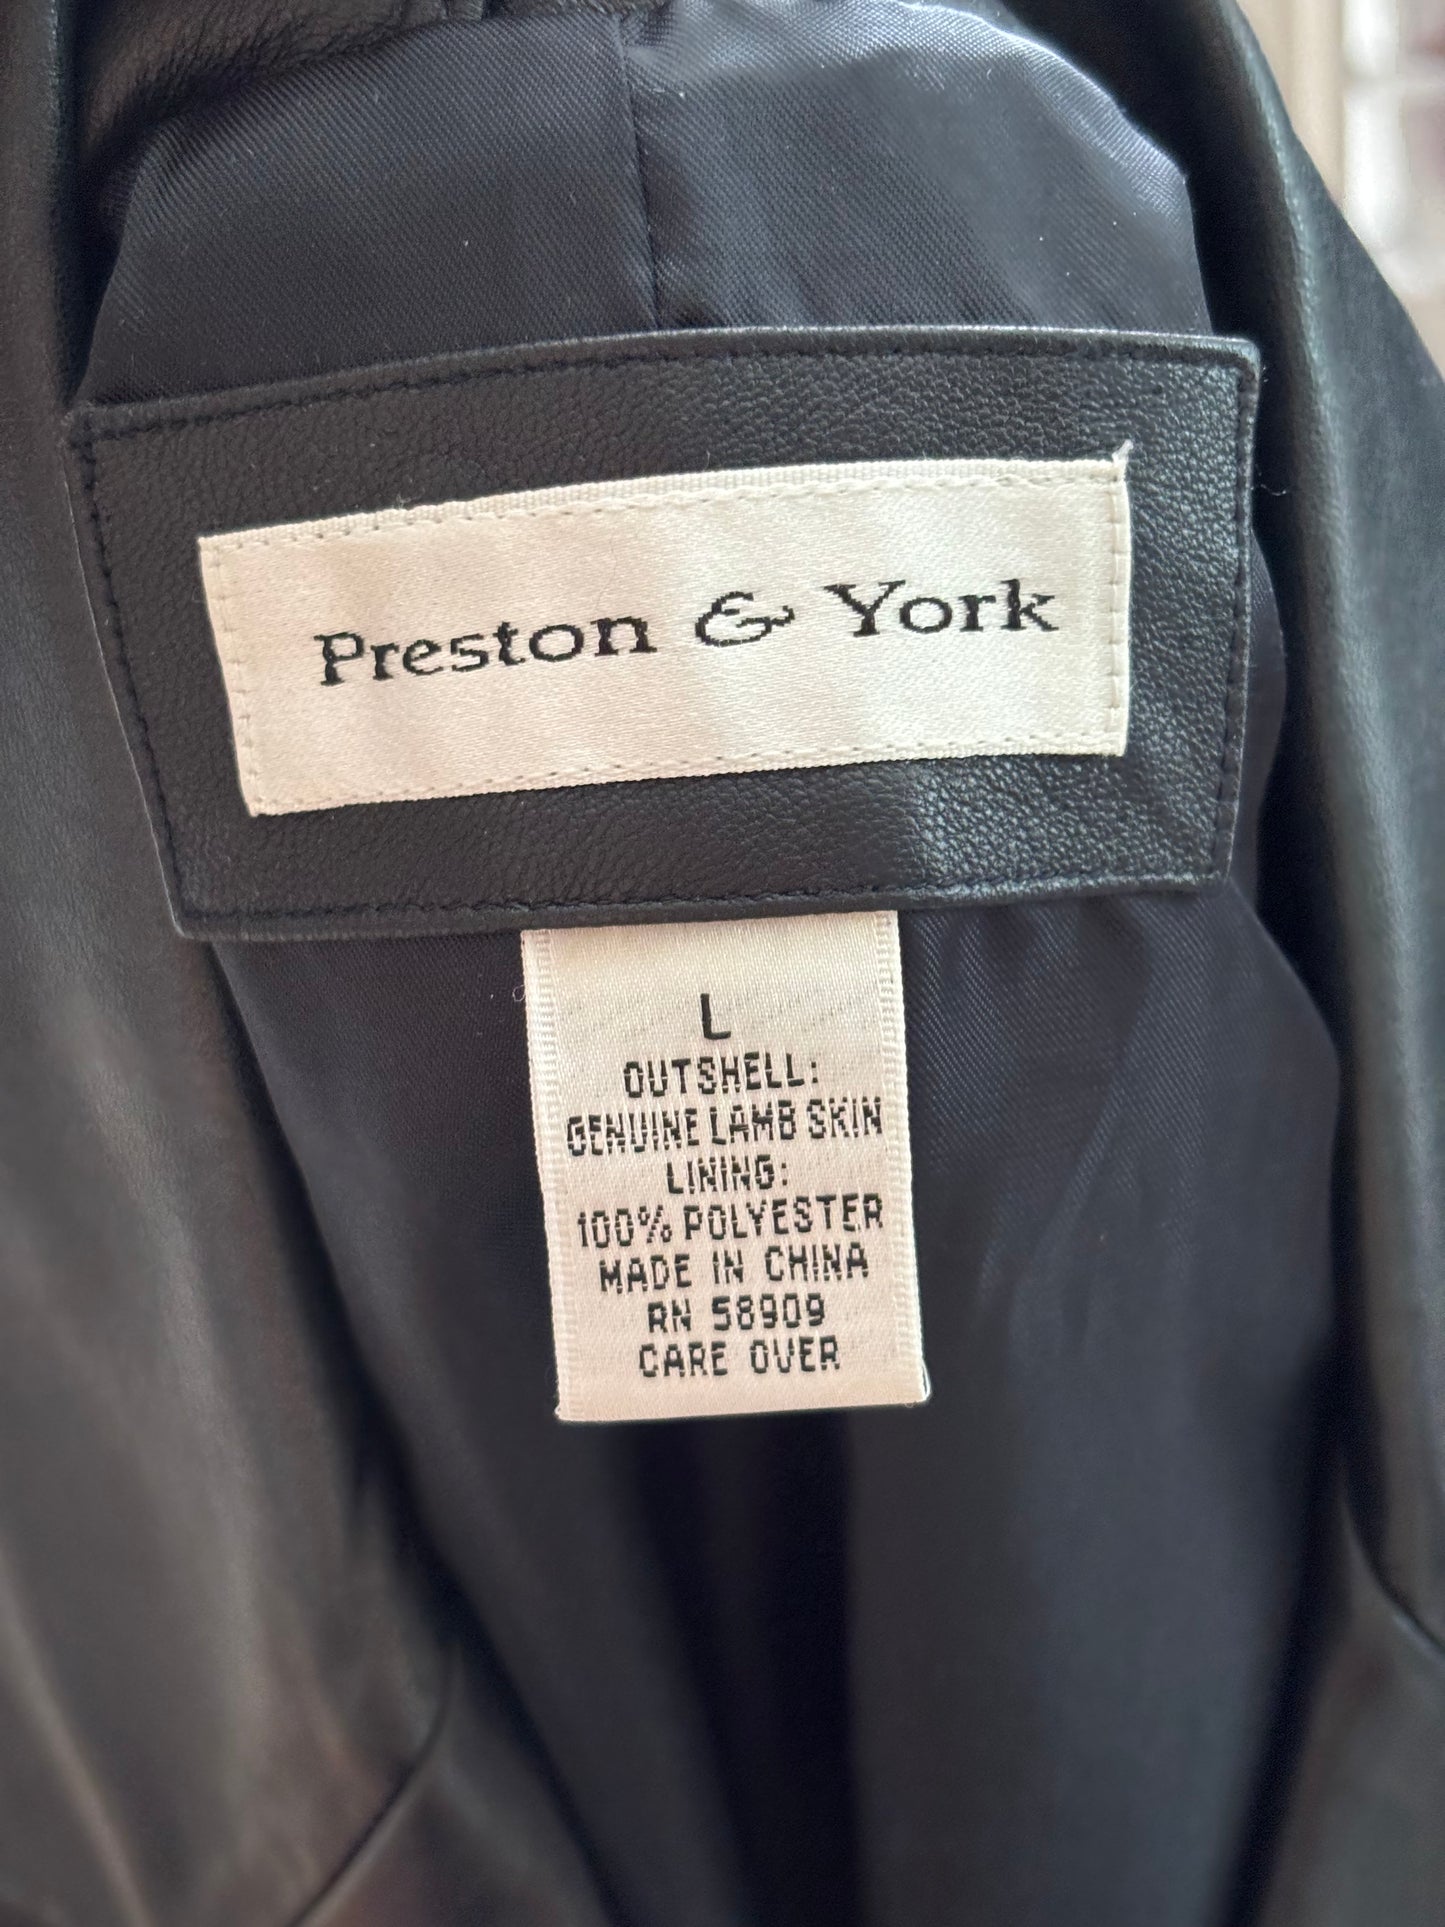 Preston & York
L
OUTSHELL:
GENUINE LAMB SKIN
LINING:
100% POLYESTER
MADE IN CHINA
RN 58909
CARE OVER